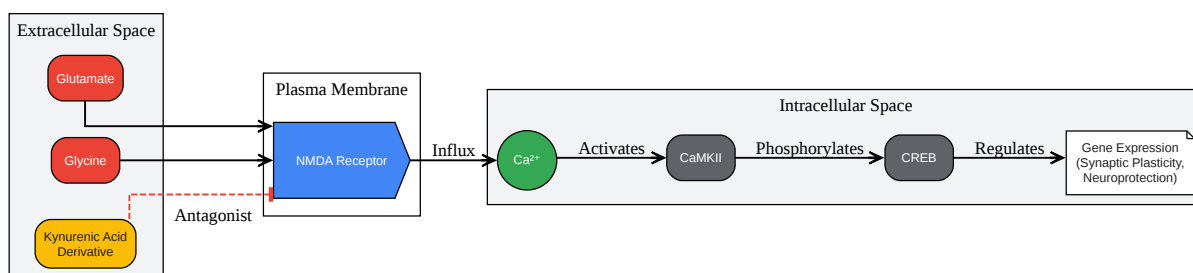 Extracellular Space
Glutamate
Glycine
Kynurenic Acid
Derivative
Antagonist
Plasma Membrane
NMDA Receptor
Influx
Intracellular Space
Ca²⁺
Activates
CaMKII
Phosphorylates
CREB
Regulates
Gene Expression
(Synaptic Plasticity,
Neuroprotection)